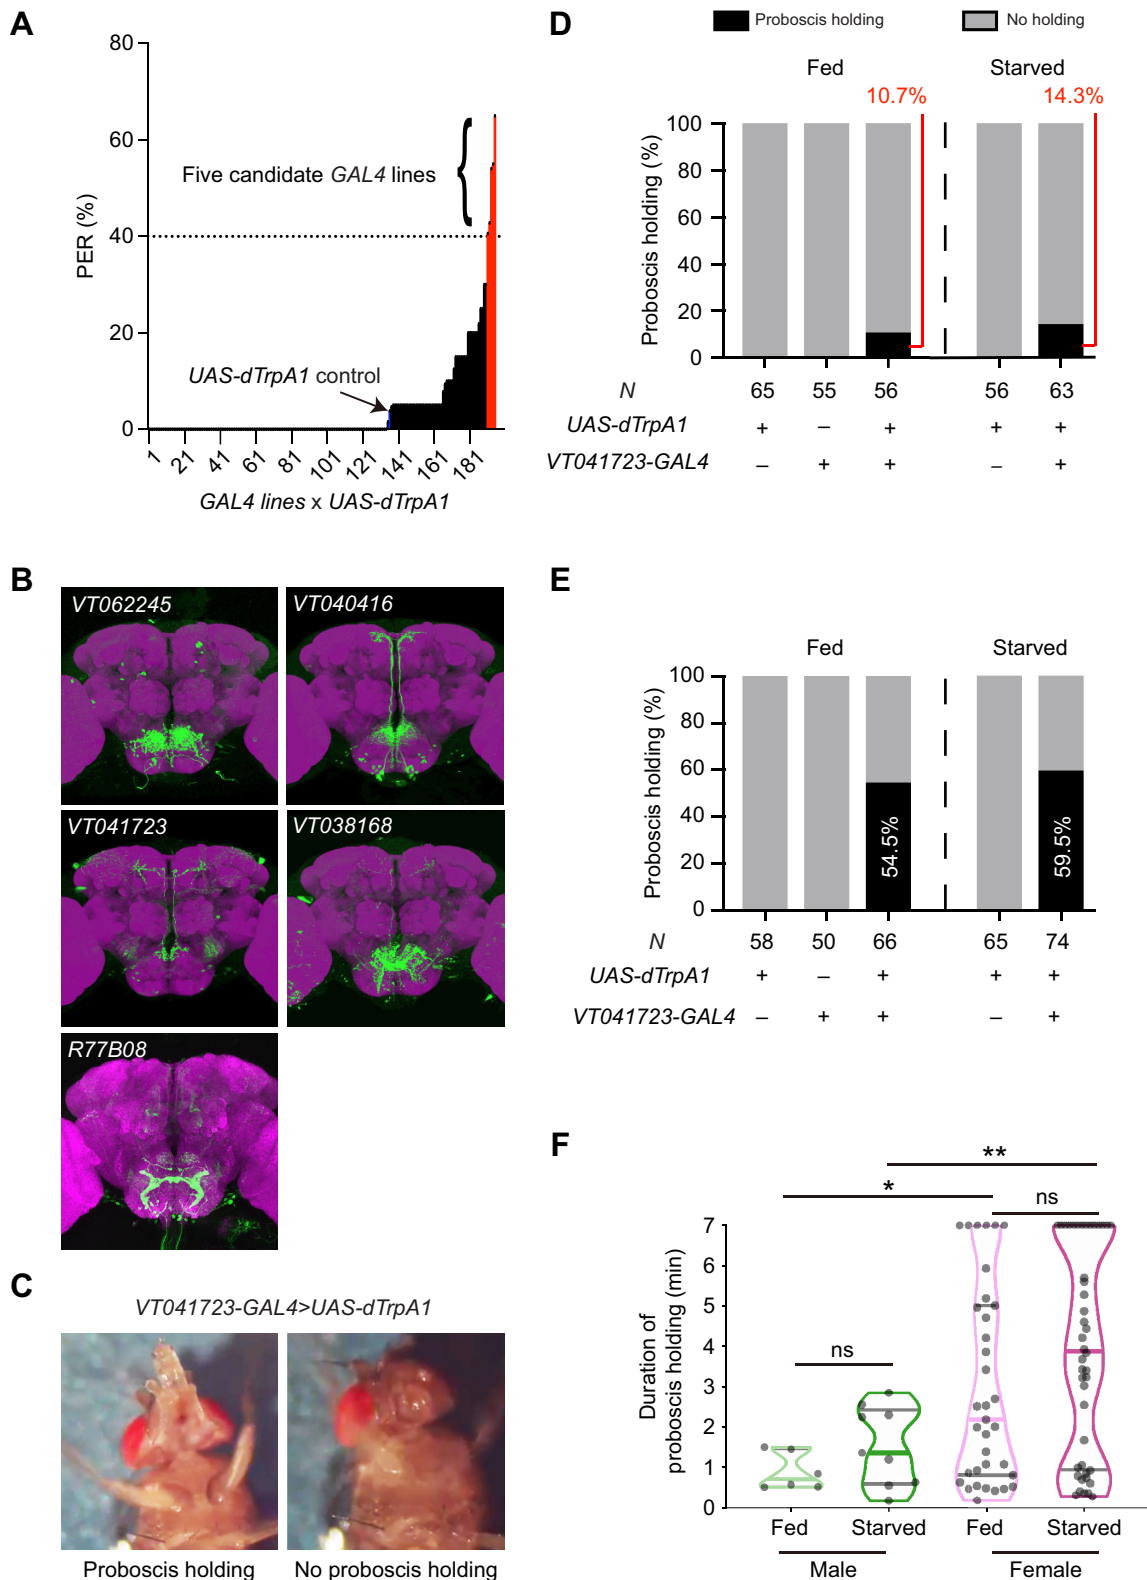 A
80
60
40
20
0
PER (%)
Five candidate GAL4 lines
UAS-dTrpA1 control
1 21 41 61 81 101 121 141 161 181
GAL4 lines x UAS-dTrpA1
B
VT062245
VT040416
VT041723
VT038168
R77B08
C
VT041723-GAL4>UAS-dTrpA1
Proboscis holding
No proboscis holding
D
Proboscis holding
No holding
Fed
Starved
10.7%
14.3%
100
80
60
40
20
0
Proboscis holding (%)
N 65 55 56 56 63
UAS-dTrpA1 + – + + +
VT041723-GAL4 – + + – +
E
Fed
Starved
100
80
60
40
20
0
Proboscis holding (%)
54.5%
59.5%
N 58 50 66 65 74
UAS-dTrpA1 + – + + +
VT041723-GAL4 – + + – +
F
**
*
ns
ns
7
6
5
4
3
2
1
0
Duration of
proboscis holding (min)
Fed Starved Fed Starved
Male Female